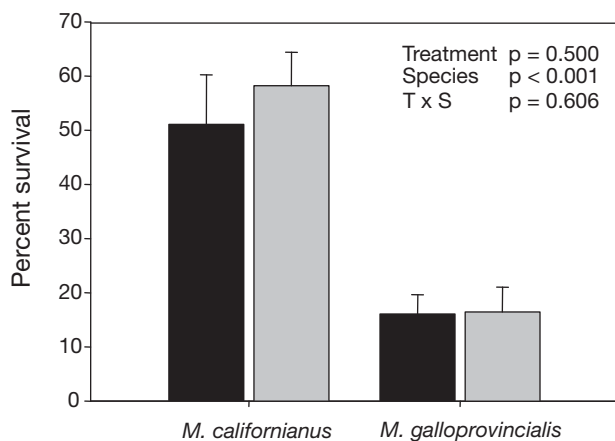 70
60
50
40
30
20
10
0
Percent survival
Treatment p = 0.500
Species p < 0.001
T x S p = 0.606
M. californianus M. galloprovincialis